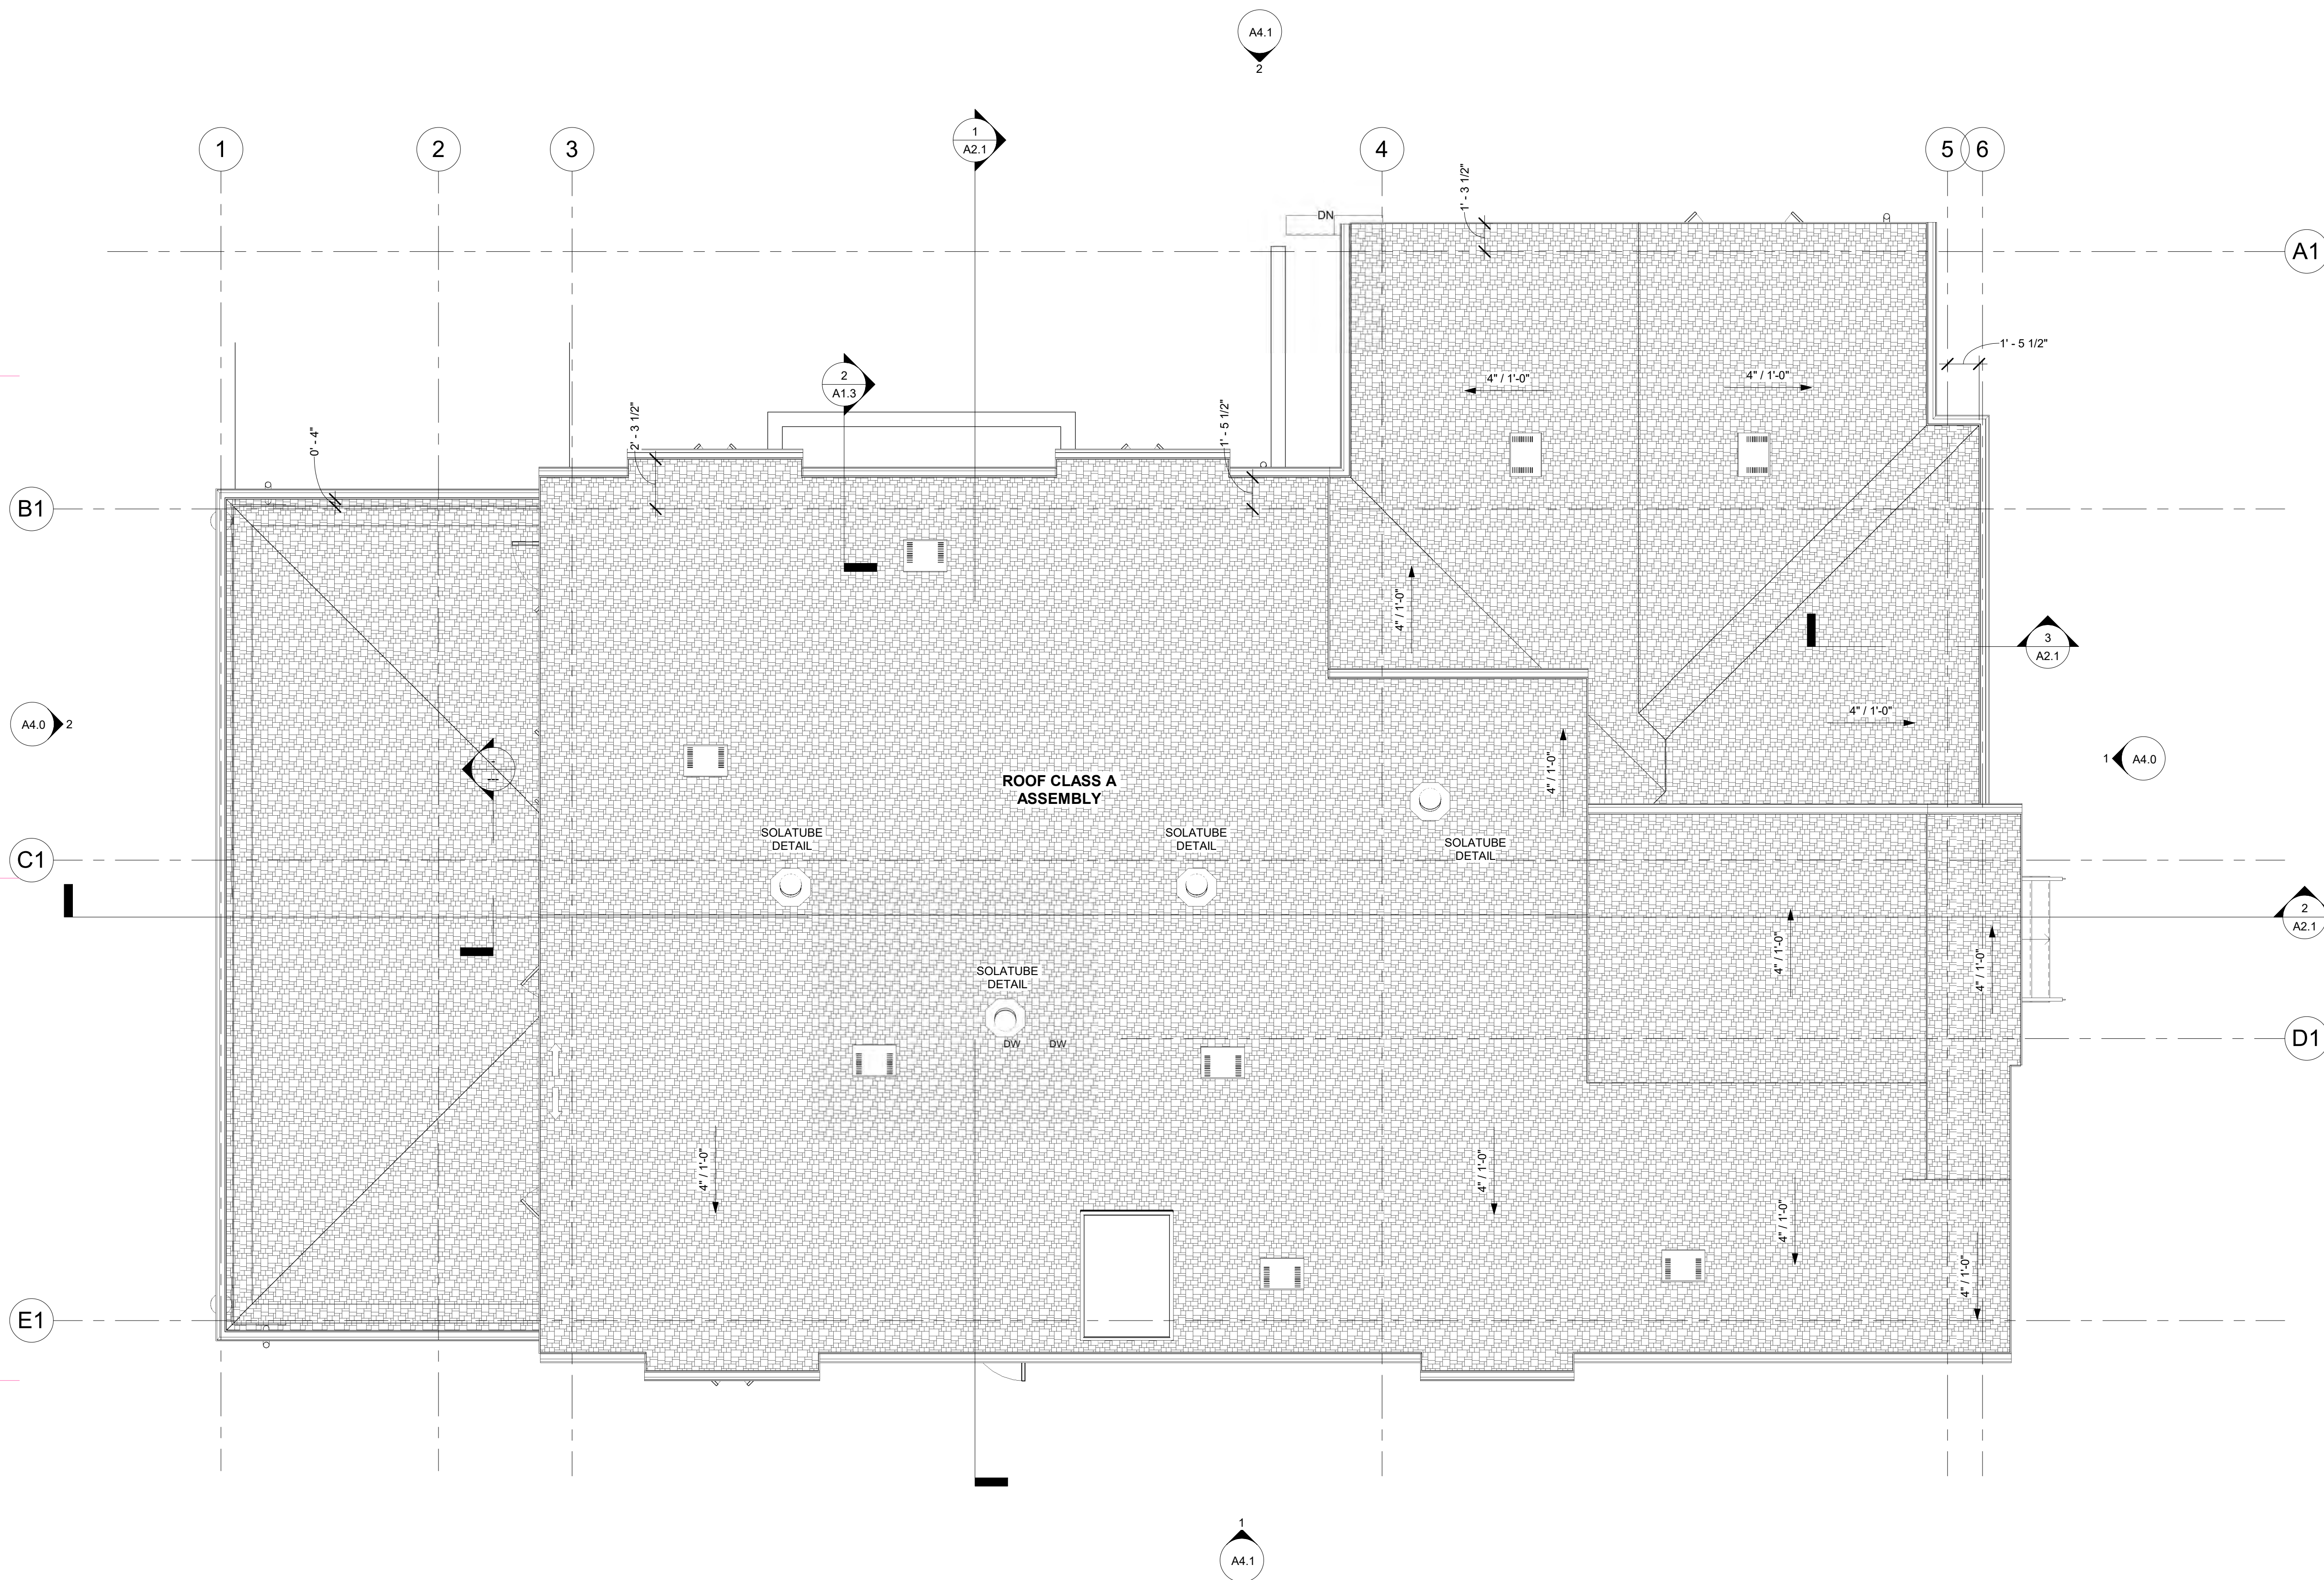 A4.1
2
1
A2.1
1
2
3
4
5
6
1' - 3 1/2"
DN
A1
1' - 5 1/2"
2
A1.3
4" / 1'-0"
4" / 1'-0"
0' - 4"
2' - 3 1/2"
1' - 5 1/2"
B1
4" / 1'-0"
3
A2.1
A4.0
2
4" / 1'-0"
4" / 1'-0"
1
A4.0
-
---
ROOF CLASS A
ASSEMBLY
SOLATUBE
DETAIL
SOLATUBE
DETAIL
SOLATUBE
DETAIL
C1
2
A2.1
4" / 1'-0"
4" / 1'-0"
SOLATUBE
DETAIL
DW
DW
D1
4" / 1'-0"
4" / 1'-0"
4" / 1'-0"
4" / 1'-0"
E1
1
A4.1